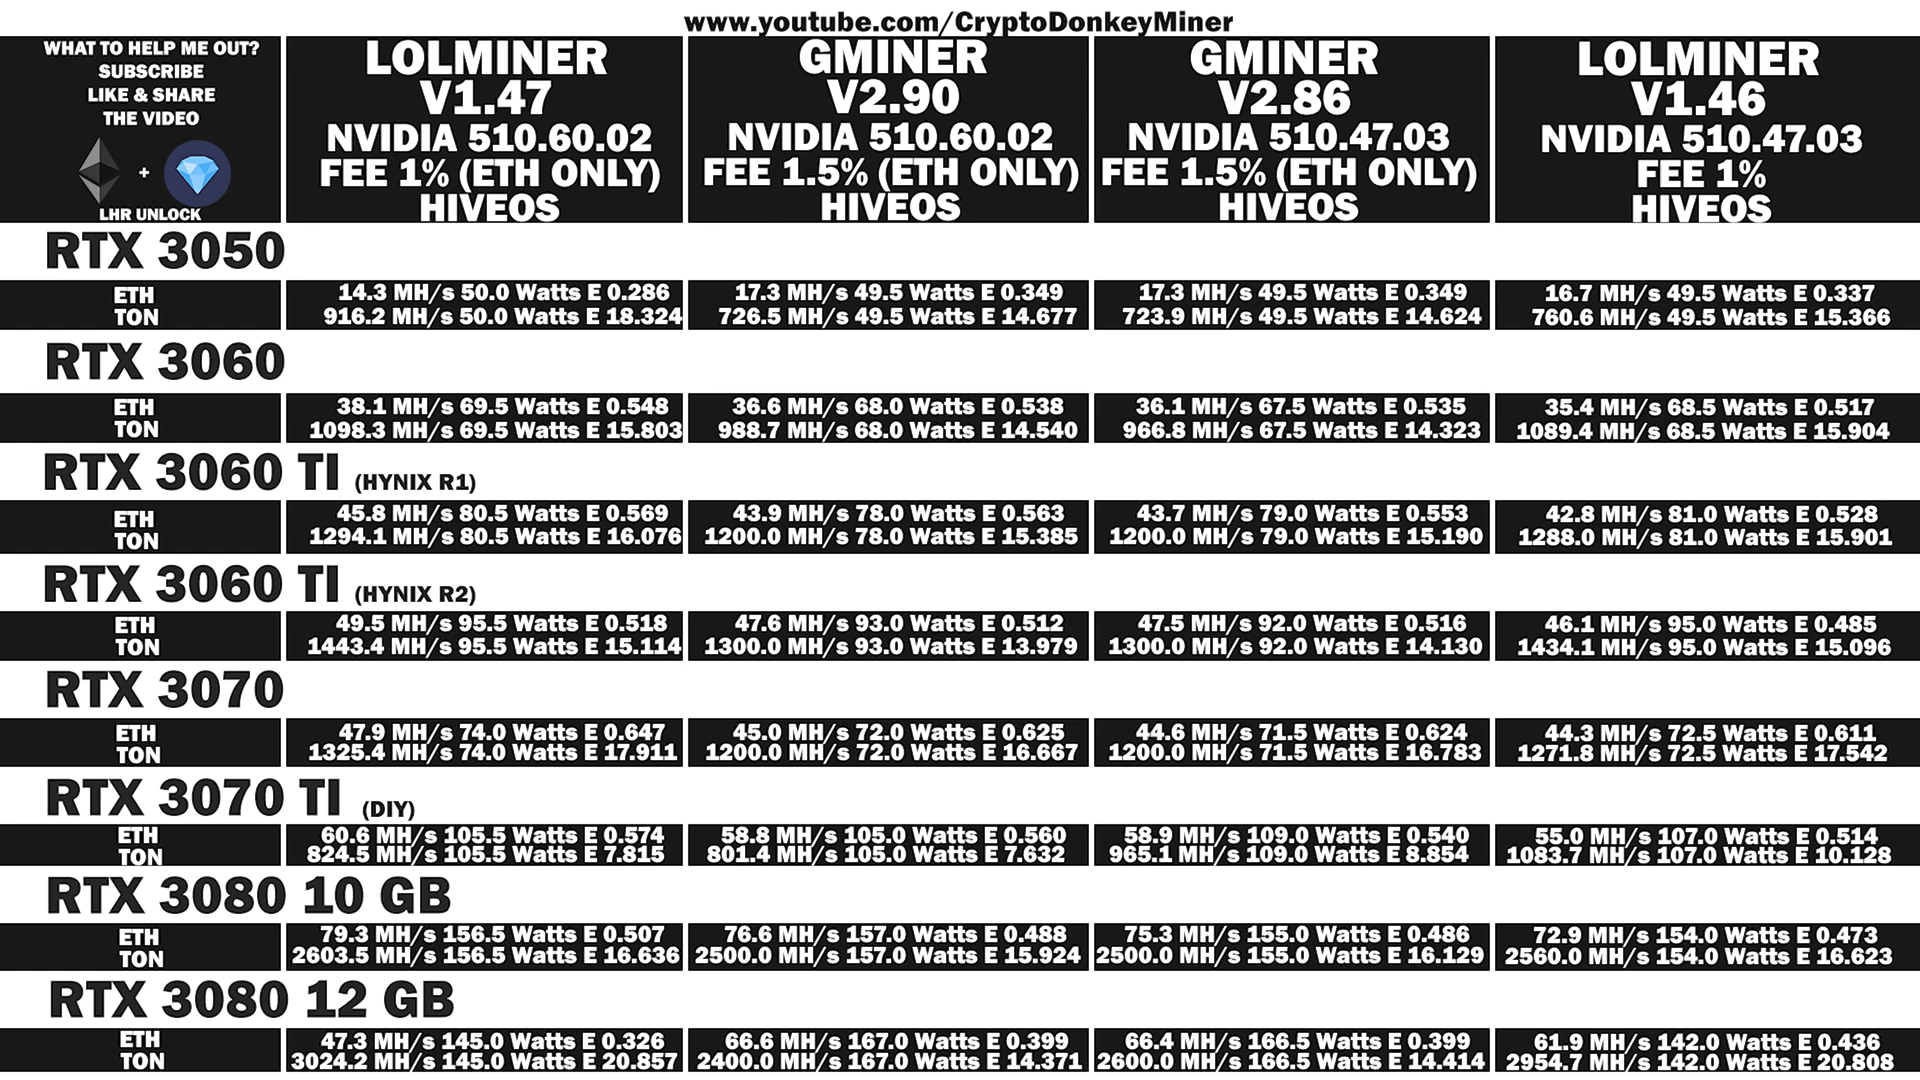 www.youtube.com/CryptoDonkeyMiner
WHAT TO HELP ME OUT?
SUBSCRIBE
LIKE & SHARE
THE VIDEO
+
LHR UNLOCK
LOLMINER
V1.47
NVIDIA 510.60.02
FEE 1% (ETH ONLY)
HIVEOS
GMINER
V2.90
NVIDIA 510.60.02
FEE 1.5% (ETH ONLY)
HIVEOS
GMINER
V2.86
NVIDIA 510.47.03
FEE 1.5% (ETH ONLY)
HIVEOS
LOLMINER
V1.46
NVIDIA 510.47.03
FEE 1%
HIVEOS
RTX 3050
ETH 14.3 MH/s 50.0 Watts E 0.286 17.3 MH/s 49.5 Watts E 0.349 17.3 MH/s 49.5 Watts E 0.349 16.7 MH/s 49.5 Watts E 0.337
TON 916.2 MH/s 50.0 Watts E 18.324 726.5 MH/s 49.5 Watts E 14.677 723.9 MH/s 49.5 Watts E 14.624 760.6 MH/s 49.5 Watts E 15.366
RTX 3060
ETH 38.1 MH/s 69.5 Watts E 0.548 36.6 MH/s 68.0 Watts E 0.538 36.1 MH/s 67.5 Watts E 0.535 35.4 MH/s 68.5 Watts E 0.517
TON 1098.3 MH/s 69.5 Watts E 15.803 988.7 MH/s 68.0 Watts E 14.540 966.8 MH/s 67.5 Watts E 14.323 1089.4 MH/s 68.5 Watts E 15.904
RTX 3060 TI (HYNIX R1)
ETH 45.8 MH/s 80.5 Watts E 0.569 43.9 MH/s 78.0 Watts E 0.563 43.7 MH/s 79.0 Watts E 0.553 42.8 MH/s 81.0 Watts E 0.528
TON 1294.1 MH/s 80.5 Watts E 16.076 1200.0 MH/s 78.0 Watts E 15.385 1200.0 MH/s 79.0 Watts E 15.190 1288.0 MH/s 81.0 Watts E 15.901
RTX 3060 TI (HYNIX R2)
ETH 49.5 MH/s 95.5 Watts E 0.518 47.6 MH/s 93.0 Watts E 0.512 47.5 MH/s 92.0 Watts E 0.516 46.1 MH/s 95.0 Watts E 0.485
TON 1443.4 MH/s 95.5 Watts E 15.114 1300.0 MH/s 93.0 Watts E 13.979 1300.0 MH/s 92.0 Watts E 14.130 1434.1 MH/s 95.0 Watts E 15.096
RTX 3070
ETH 47.9 MH/s 74.0 Watts E 0.647 45.0 MH/s 72.0 Watts E 0.625 44.6 MH/s 71.5 Watts E 0.624 44.3 MH/s 72.5 Watts E 0.611
TON 1325.4 MH/s 74.0 Watts E 17.911 1200.0 MH/s 72.0 Watts E 16.667 1200.0 MH/s 71.5 Watts E 16.783 1271.8 MH/s 72.5 Watts E 17.542
RTX 3070 TI (DIY)
ETH 60.6 MH/s 105.5 Watts E 0.574 58.8 MH/s 105.0 Watts E 0.560 58.9 MH/s 109.0 Watts E 0.540 55.0 MH/s 107.0 Watts E 0.514
TON 824.5 MH/s 105.5 Watts E 7.815 801.4 MH/s 105.0 Watts E 7.632 965.1 MH/s 109.0 Watts E 8.854 1083.7 MH/s 107.0 Watts E 10.128
RTX 3080 10 GB
ETH 79.3 MH/s 156.5 Watts E 0.507 76.6 MH/s 157.0 Watts E 0.488 75.3 MH/s 155.0 Watts E 0.486 72.9 MH/s 154.0 Watts E 0.473
TON 2603.5 MH/s 156.5 Watts E 16.636 2500.0 MH/s 157.0 Watts E 15.924 2500.0 MH/s 155.0 Watts E 16.129 2560.0 MH/s 154.0 Watts E 16.623
RTX 3080 12 GB
ETH 47.3 MH/s 145.0 Watts E 0.326 66.6 MH/s 167.0 Watts E 0.399 66.4 MH/s 166.5 Watts E 0.399 61.9 MH/s 142.0 Watts E 0.436
TON 3024.2 MH/s 145.0 Watts E 20.857 2400.0 MH/s 167.0 Watts E 14.371 2600.0 MH/s 166.5 Watts E 14.414 2954.7 MH/s 142.0 Watts E 20.808